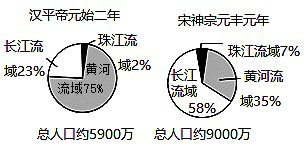 汉平帝元始二年
长江流
域23%
珠江流
域2%
黄河
流域75%
总人口约5900万
宋神宗元丰元年
珠江流域7%
黄河流
域35%
长江
流域
58%
总人口约9000万